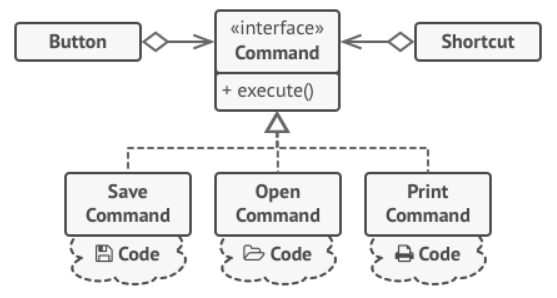 Button
«interface»
Command
Shortcut
+ execute()
Save
Command
Open
Command
Print
Command
Code
Code
Code